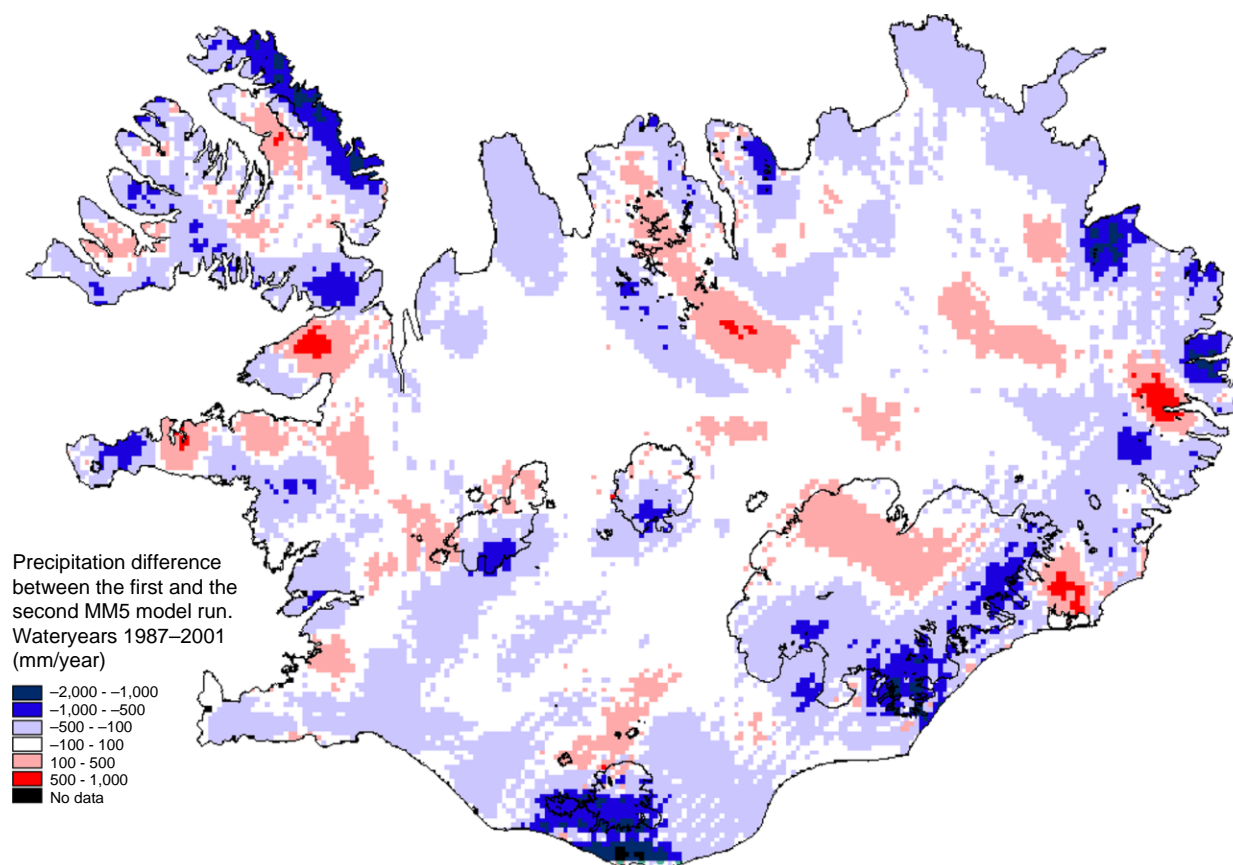 Precipitation difference
between the first and the
second MM5 model run.
Wateryears 1987–2001
(mm/year)
–2,000 - –1,000
–1,000 - –500
–500 - –100
–100 - 100
100 - 500
500 - 1,000
No data